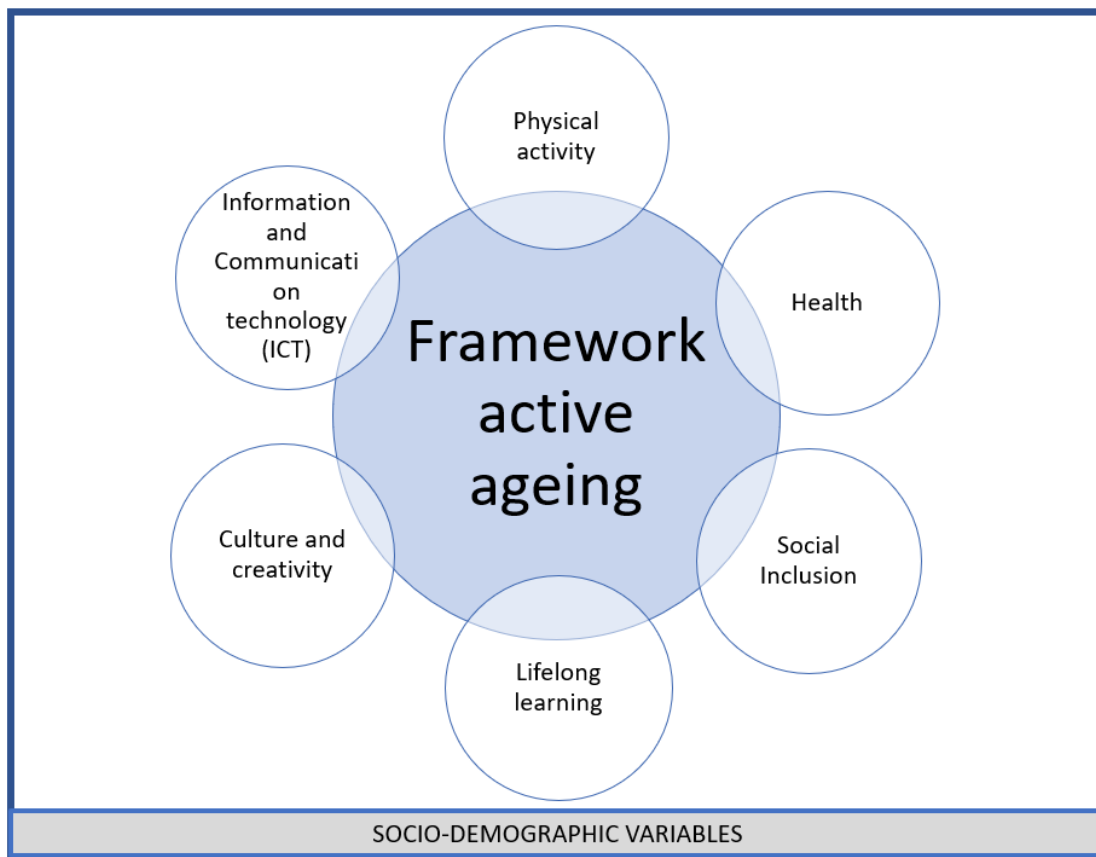 Physical
activity
Information
and
Communicati
on
technology
(ICT)
Health
Framework
active
ageing
Culture and
creativity
Social
Inclusion
Lifelong
learning
SOCIO-DEMOGRAPHIC VARIABLES